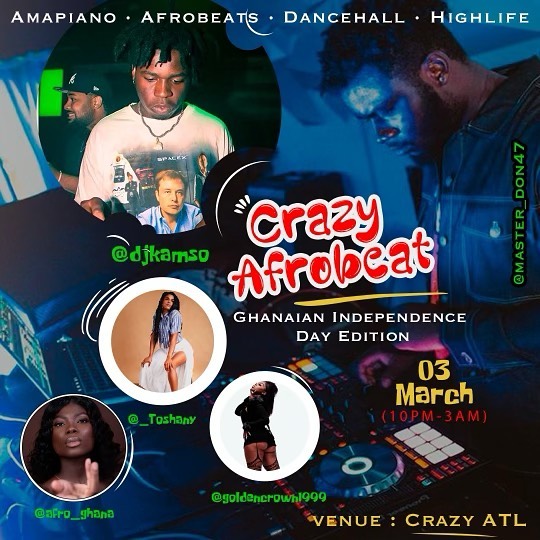 Amapiano · Afrobeats · Dancehall · Highlife
SPACEX
@djkamso
@MASTER_DON47
Crazy
Afrobeat
Ghanaian Independence
Day Edition
03
March
(10PM-3AM)
@_Toshany
@afro_ghana
@goldencrown1999
VENUE : Crazy ATL